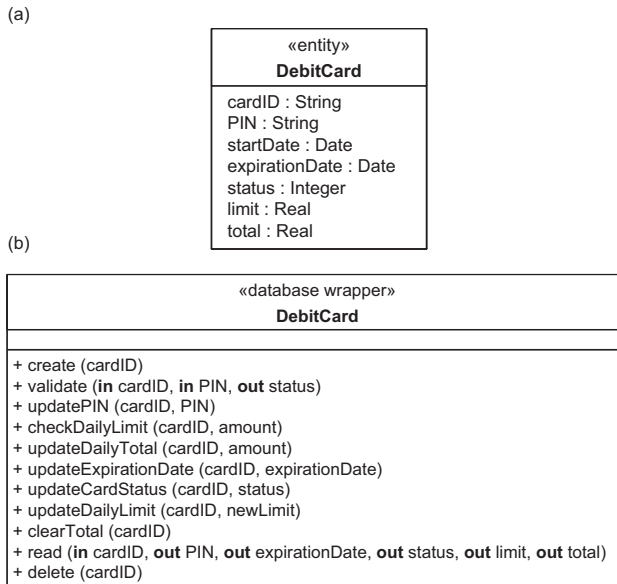 (a)
«entity»
DebitCard
cardID : String
PIN : String
startDate : Date
expirationDate : Date
status : Integer
limit : Real
total : Real
(b)
«database wrapper»
DebitCard
+ create (cardID)
+ validate (in cardID, in PIN, out status)
+ updatePIN (cardID, PIN)
+ checkDailyLimit (cardID, amount)
+ updateDailyTotal (cardID, amount)
+ updateExpirationDate (cardID, expirationDate)
+ updateCardStatus (cardID, status)
+ updateDailyLimit (cardID, newLimit)
+ clearTotal (cardID)
+ read (in cardID, out PIN, out expirationDate, out status, out limit, out total)
+ delete (cardID)